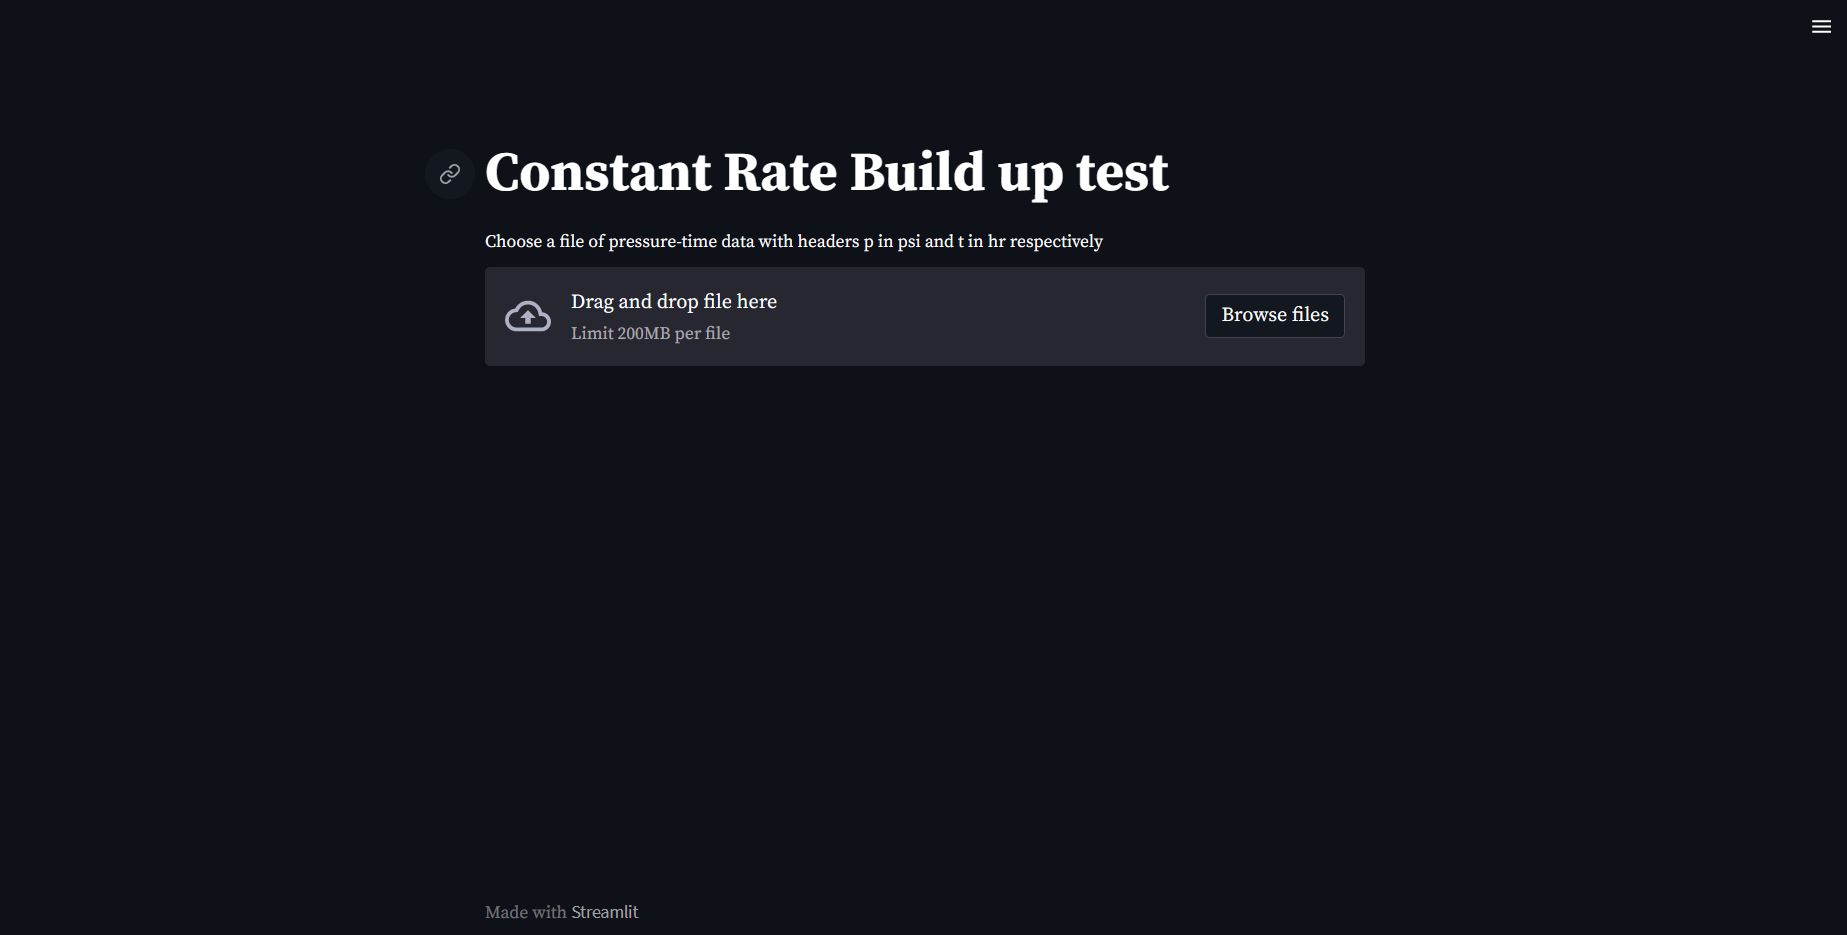 Constant Rate Build up test
Choose a file of pressure-time data with headers p in psi and t in hr respectively
Drag and drop file here
Limit 200MB per file
Browse files
Made with Streamlit